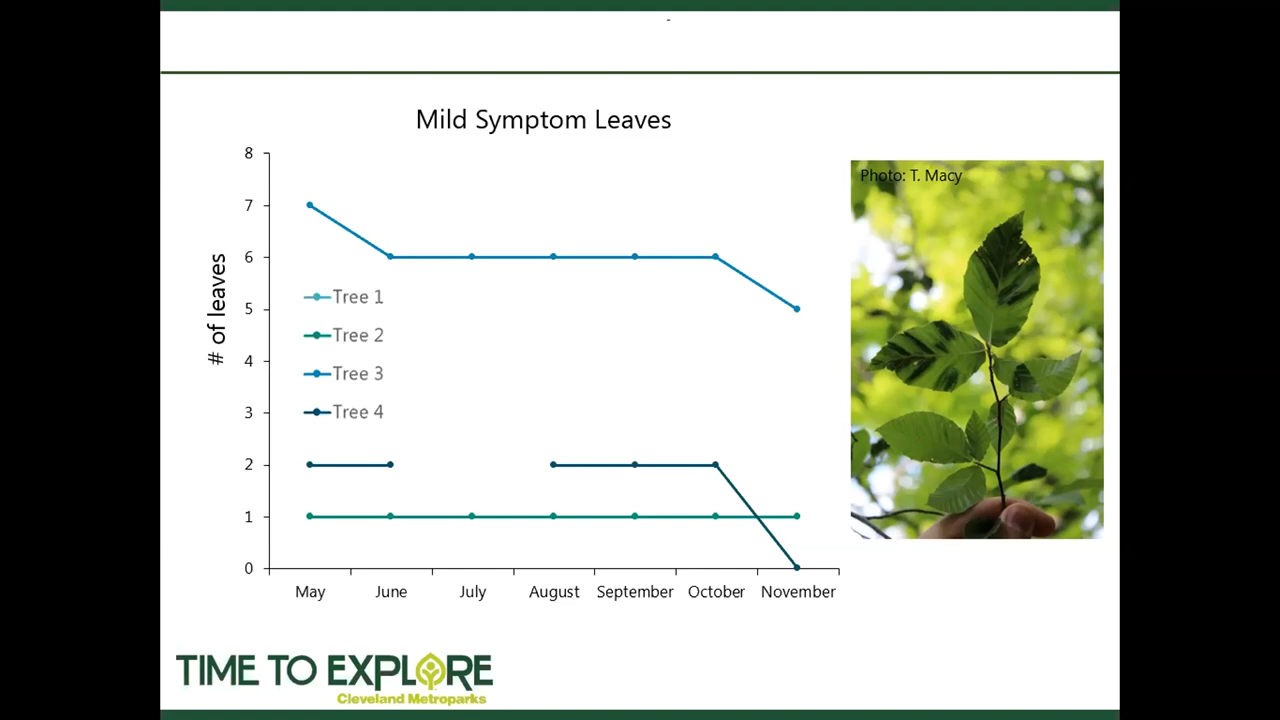 Mild Symptom Leaves
8
7
6
5
4
3
2
1
0
# of leaves
Tree 1
Tree 2
Tree 3
Tree 4
May June July August September October November
Photo: T. Macy
TIME TO EXPLORE
Cleveland Metroparks